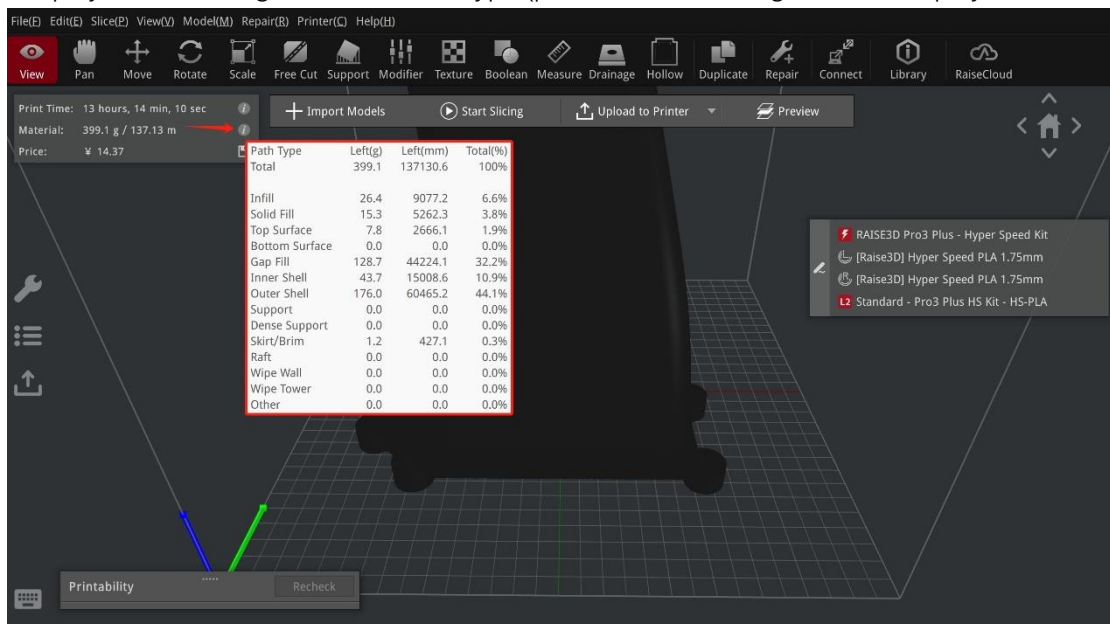 File(F) Edit(E) Slice(P) View(V) Model(M) Repair(R) Printer(C) Help(H)
View Pan Move Rotate Scale Free Cut Support Modifier Texture Boolean Measure Drainage Hollow Duplicate Repair Connect Library RaiseCloud
Print Time: 13 hours, 14 min, 10 sec
Material: 399.1 g / 137.13 m
Price: ¥ 14.37
Import Models Start Slicing Upload to Printer Preview
Path Type Left(g) Left(mm) Total(%)
Total 399.1 137130.6 100%
Infill 26.4 9077.2 6.6%
Solid Fill 15.3 5262.3 3.8%
Top Surface 7.8 2666.1 1.9%
Bottom Surface 0.0 0.0 0.0%
Gap Fill 128.7 44224.1 32.2%
Inner Shell 43.7 15008.6 10.9%
Outer Shell 176.0 60465.2 44.1%
Support 0.0 0.0 0.0%
Dense Support 0.0 0.0 0.0%
Skirt/Brim 1.2 427.1 0.3%
Raft 0.0 0.0 0.0%
Wipe Wall 0.0 0.0 0.0%
Wipe Tower 0.0 0.0 0.0%
Other 0.0 0.0 0.0%
RAISE3D Pro3 Plus - Hyper Speed Kit
[Raise3D] Hyper Speed PLA 1.75mm
[Raise3D] Hyper Speed PLA 1.75mm
L2 Standard - Pro3 Plus HS Kit - HS-PLA
Printability Recheck